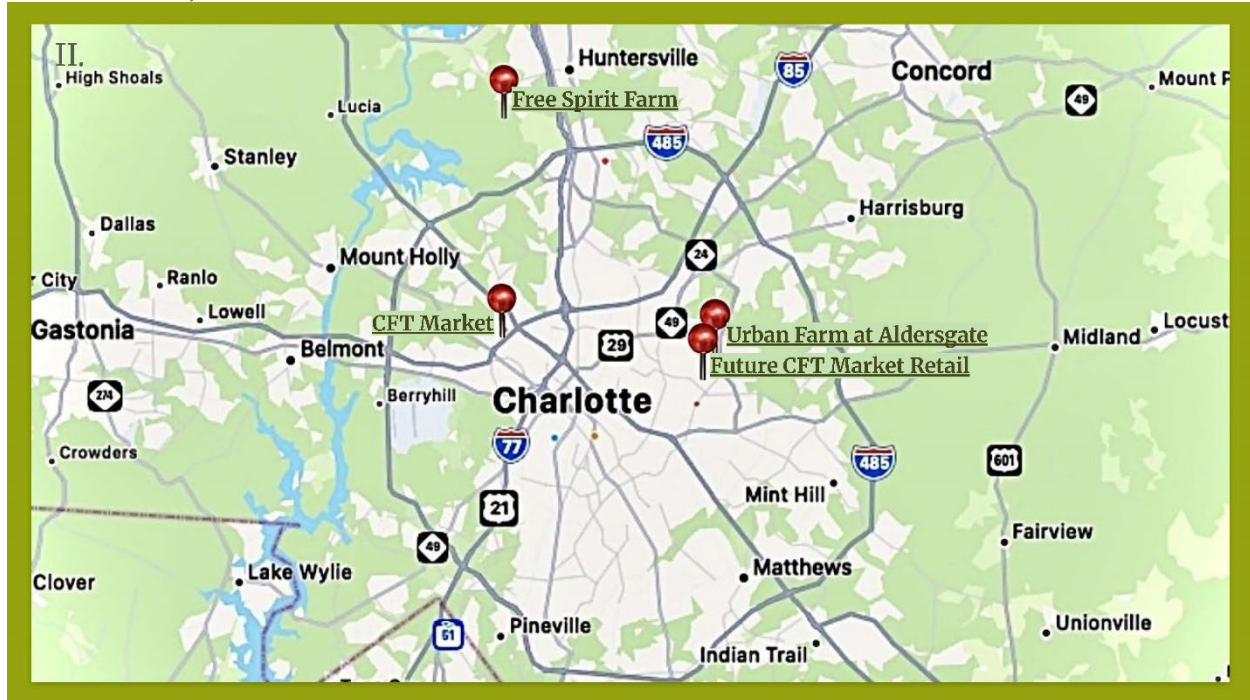 II.
High Shoals
Huntersville
85
Concord
Mount P
49
Free Spirit Farm
Lucia
485
Stanley
Harrisburg
Dallas
24
Mount Holly
r City
Ranlo
CFT Market
Lowell
49
Urban Farm at Aldersgate
Gastonia
29
Midland
Locust
Belmont
Future CFT Market Retail
274
Berryhill
Charlotte
77
Crowders
485
601
Mint Hill
21
49
Fairview
Clover
Lake Wylie
Matthews
51
Pineville
Unionville
Indian Trail